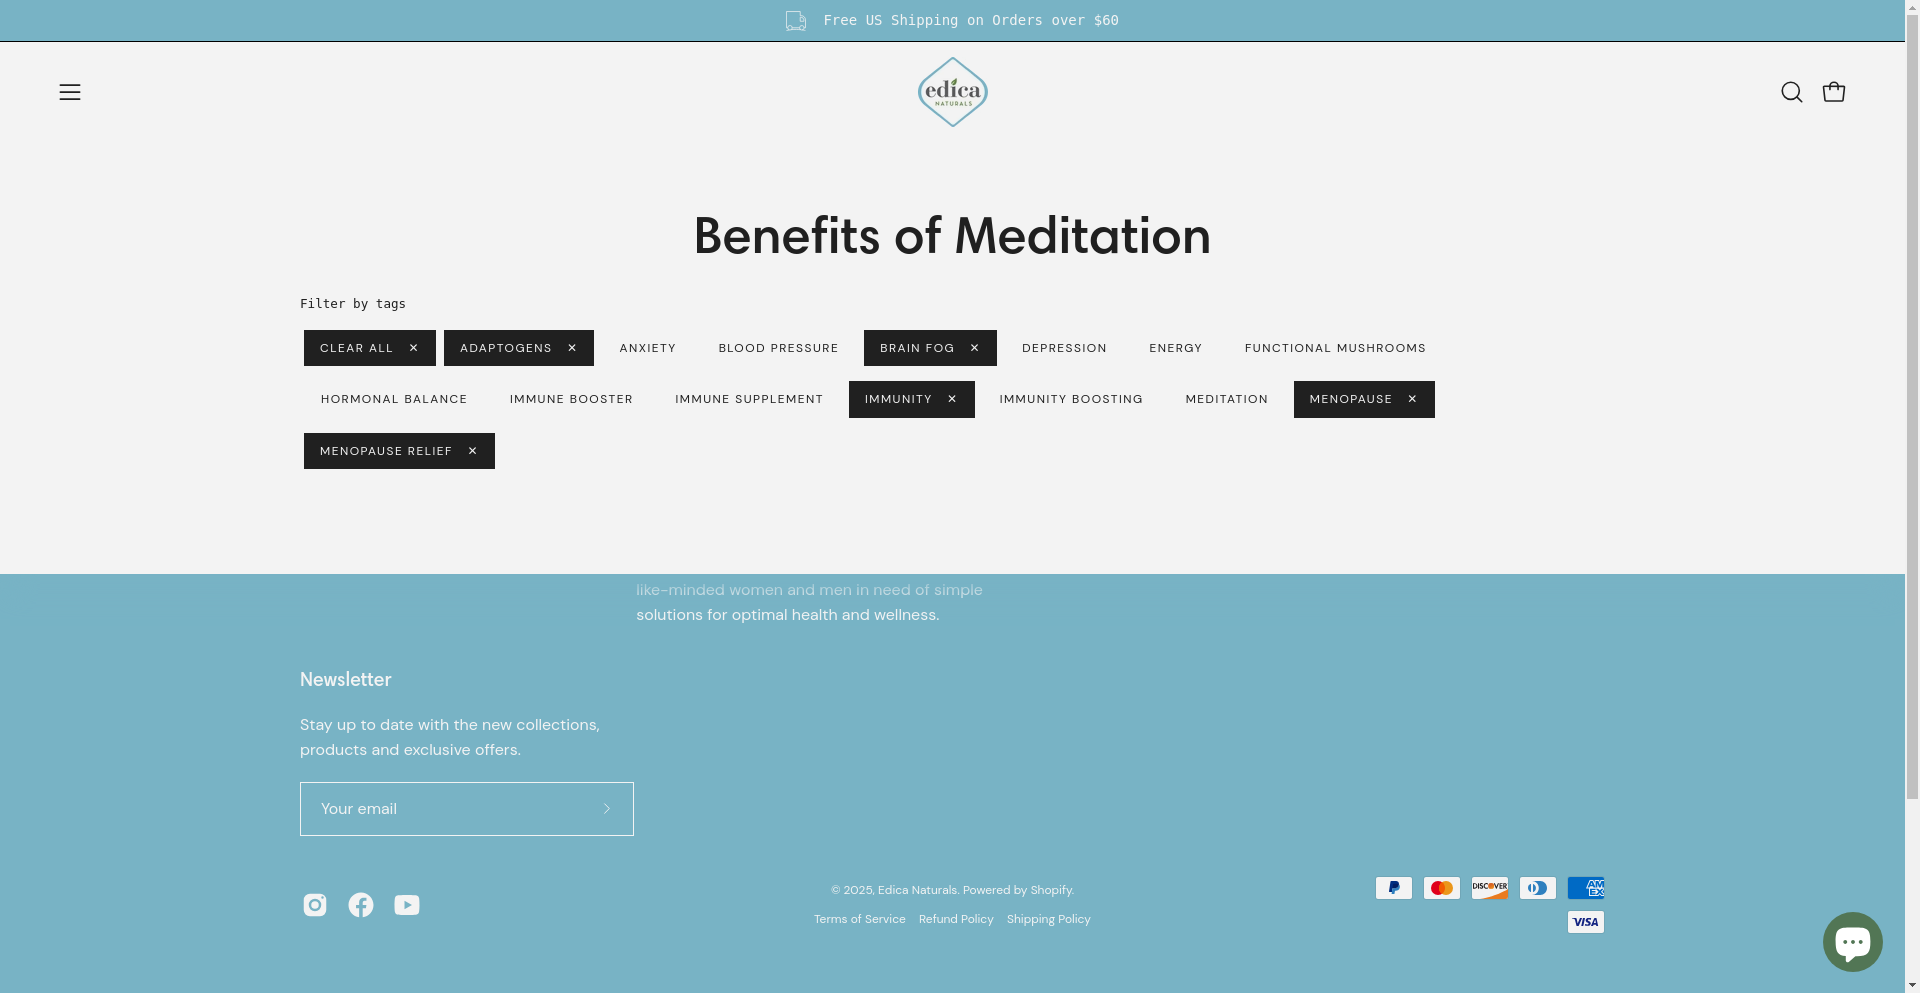 Free US Shipping on Orders over $60
edica
NATURALS
Benefits of Meditation
Filter by tags
CLEAR ALL ✕ ADAPTOGENS ✕ ANXIETY BLOOD PRESSURE BRAIN FOG ✕ DEPRESSION ENERGY FUNCTIONAL MUSHROOMS
HORMONAL BALANCE IMMUNE BOOSTER IMMUNE SUPPLEMENT IMMUNITY ✕ IMMUNITY BOOSTING MEDITATION MENOPAUSE ✕
MENOPAUSE RELIEF ✕
like-minded women and men in need of simple
solutions for optimal health and wellness.
Newsletter
Stay up to date with the new collections,
products and exclusive offers.
Your email
© 2025, Edica Naturals. Powered by Shopify.
Terms of Service Refund Policy Shipping Policy
DISCOVER
AM
EX
VISA